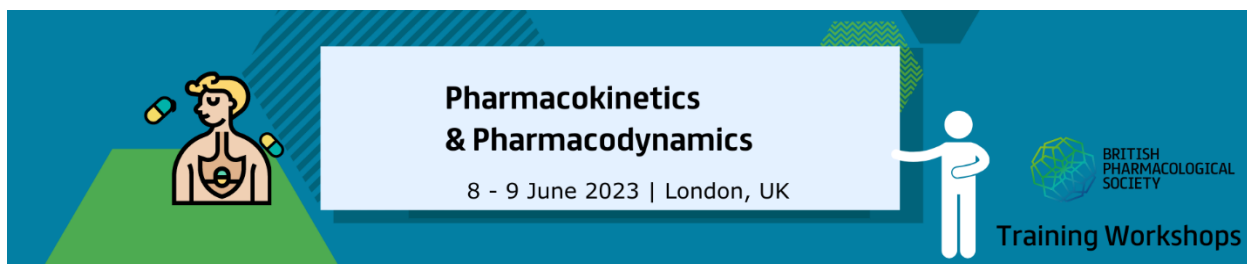 Pharmacokinetics
& Pharmacodynamics
8 - 9 June 2023 | London, UK
BRITISH
PHARMACOLOGICAL
SOCIETY
Training Workshops